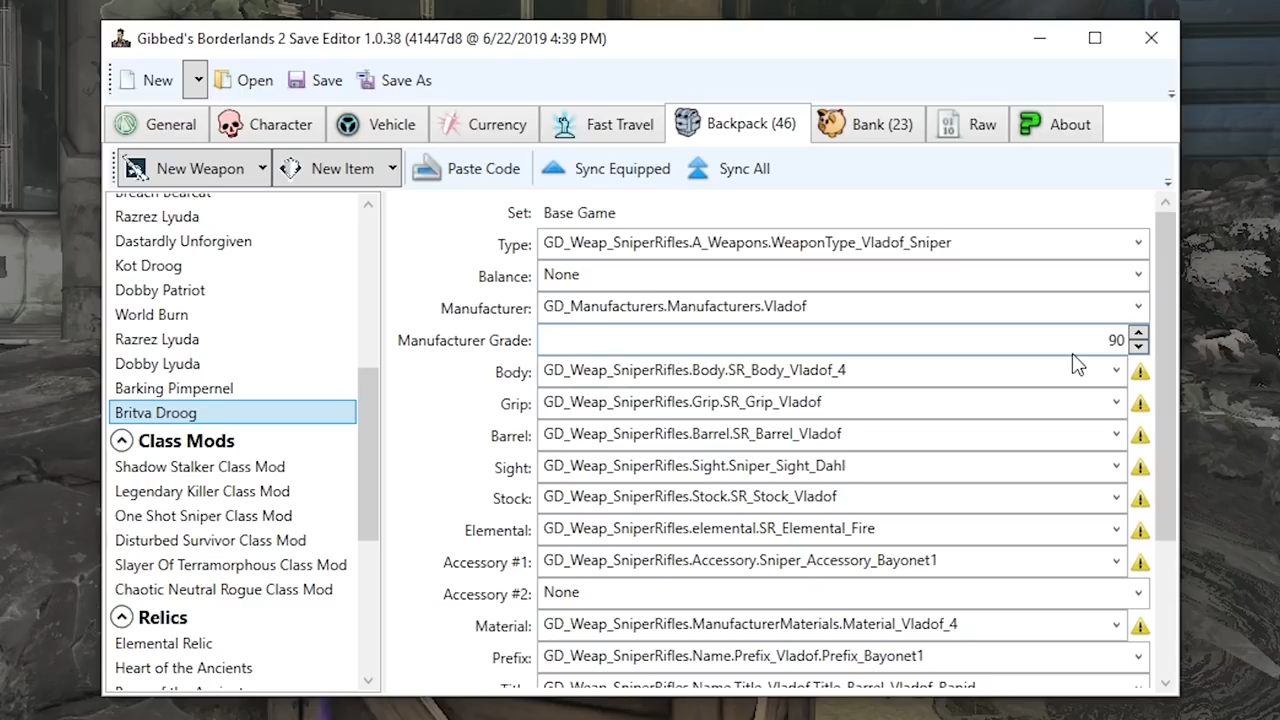 Gibbed's Borderlands 2 Save Editor 1.0.38 (41447d8 @ 6/22/2019 4:39 PM)
New Open Save Save As
General Character Vehicle Currency Fast Travel Backpack (46) Bank (23) Raw About
New Weapon New Item Paste Code Sync Equipped Sync All
Breach Bearcat
Razrez Lyuda
Dastardly Unforgiven
Kot Droog
Dobby Patriot
World Burn
Razrez Lyuda
Dobby Lyuda
Barking Pimpernel
Britva Droog
Class Mods
Shadow Stalker Class Mod
Legendary Killer Class Mod
One Shot Sniper Class Mod
Disturbed Survivor Class Mod
Slayer Of Terramorphous Class Mod
Chaotic Neutral Rogue Class Mod
Relics
Elemental Relic
Heart of the Ancients
Set: Base Game
Type: GD_Weap_SniperRifles.A_Weapons.WeaponType_Vladof_Sniper
Balance: None
Manufacturer: GD_Manufacturers.Manufacturers.Vladof
Manufacturer Grade: 90
Body: GD_Weap_SniperRifles.Body.SR_Body_Vladof_4
Grip: GD_Weap_SniperRifles.Grip.SR_Grip_Vladof
Barrel: GD_Weap_SniperRifles.Barrel.SR_Barrel_Vladof
Sight: GD_Weap_SniperRifles.Sight.Sniper_Sight_Dahl
Stock: GD_Weap_SniperRifles.Stock.SR_Stock_Vladof
Elemental: GD_Weap_SniperRifles.elemental.SR_Elemental_Fire
Accessory #1: GD_Weap_SniperRifles.Accessory.Sniper_Accessory_Bayonet1
Accessory #2: None
Material: GD_Weap_SniperRifles.ManufacturerMaterials.Material_Vladof_4
Prefix: GD_Weap_SniperRifles.Name.Prefix_Vladof.Prefix_Bayonet1
GD_Weap_SniperRifles.Name.Title_Vladof.Title_Barrel_Vladof_Rapid